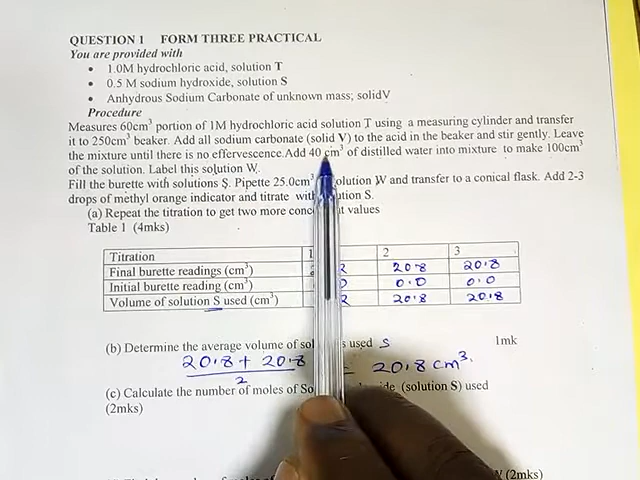 QUESTION 1 FORM THREE PRACTICAL
You are provided with
• 1.0M hydrochloric acid, solution T
• 0.5 M sodium hydroxide, solution S
• Anhydrous Sodium Carbonate of unknown mass; solidV
Procedure
Measures 60cm³ portion of 1M hydrochloric acid solution T using a measuring cylinder and transfer
it to 250cm³ beaker. Add all sodium carbonate (solid V) to the acid in the beaker and stir gently. Leave
the mixture until there is no effervescence.Add 40 cm³ of distilled water into mixture to make 100cm³
of the solution. Label this solution W.
Fill the burette with solutions S. Pipette 25.0cm³ olution W and transfer to a conical flask. Add 2-3
drops of methyl orange indicator and titrate with ution S.
(a) Repeat the titration to get two more values
Table 1 (4mks)
Titration 1 2 3
Final burette readings (cm³) 20.8 20.8
Initial burette reading (cm³) 0.0 0.0
Volume of solution S used (cm³) 20.8 20.8
(b) Determine the average volume of s used S 1mk
20.8 + 20.8 = 20.8 cm³.
2
(c) Calculate the number of moles of (solution S) used
(2mks)
W (2mks)